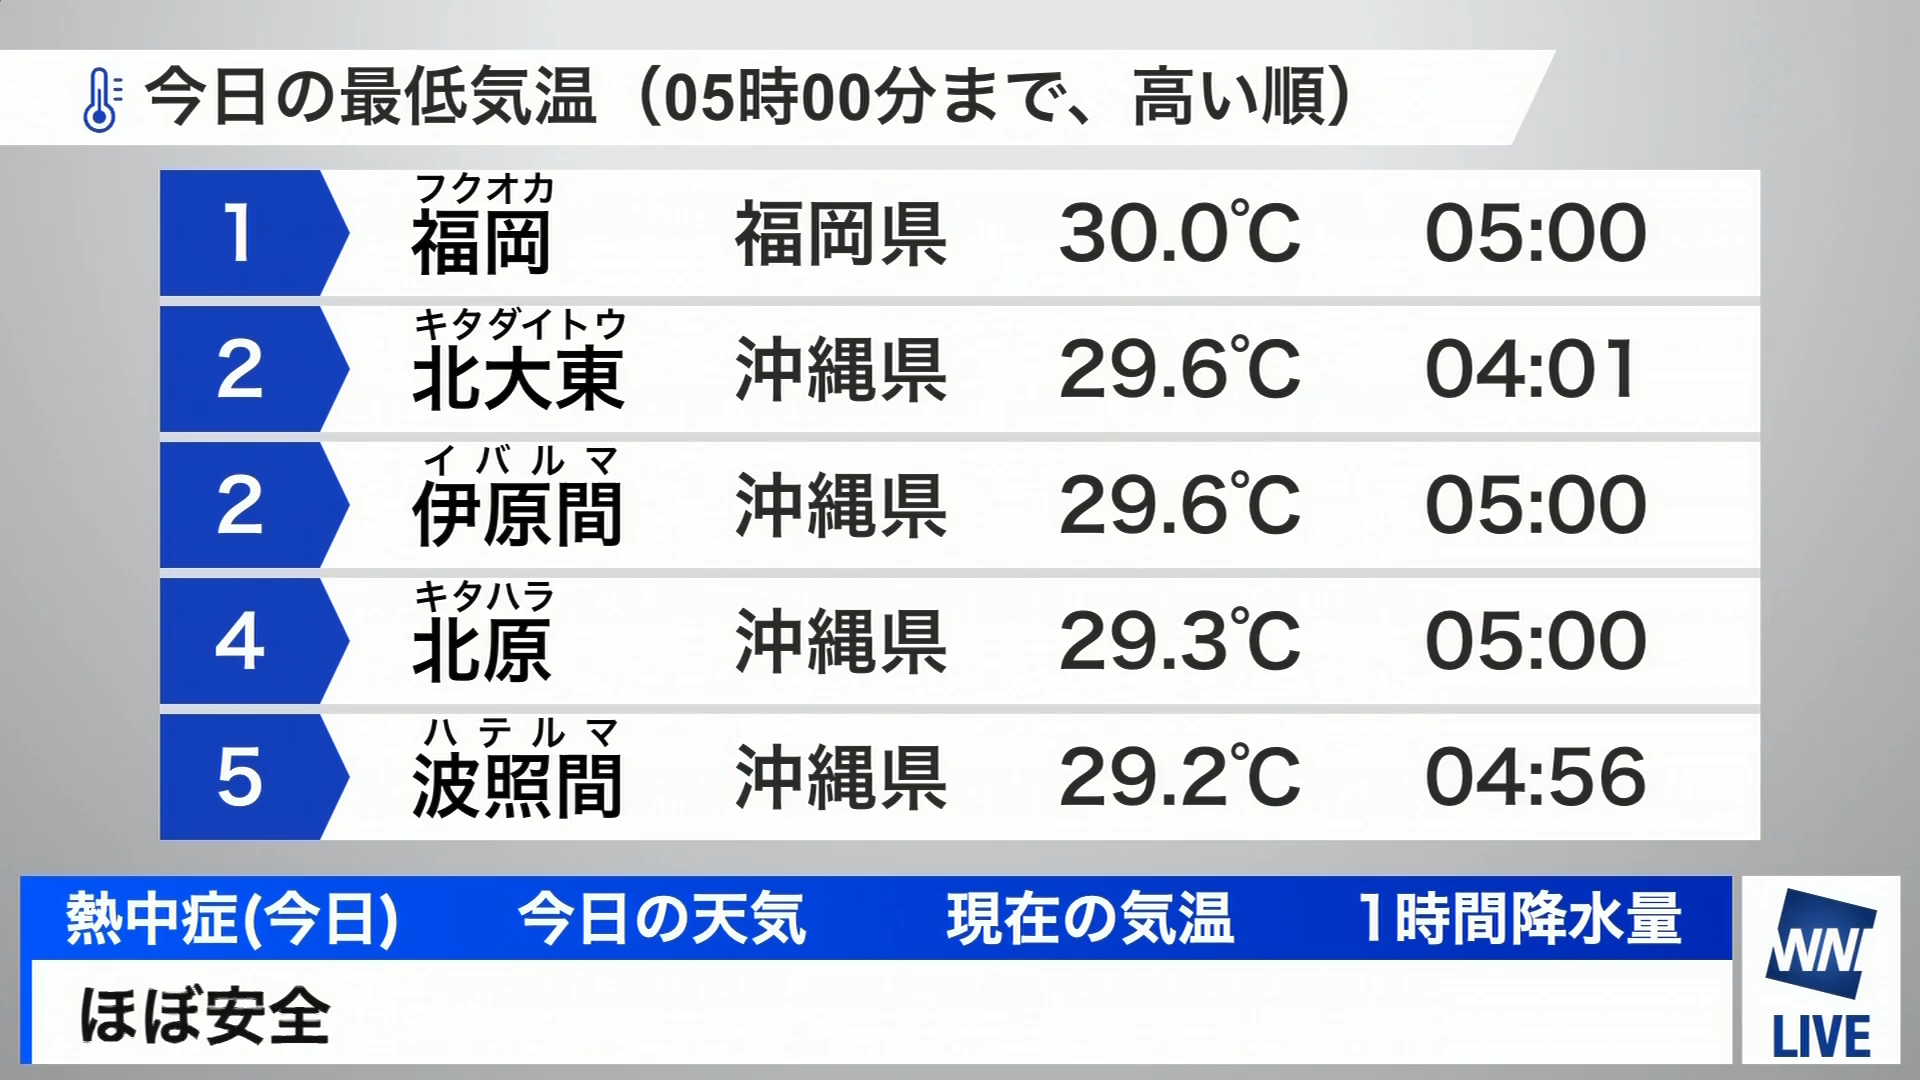 今日の最低気温（05時00分まで、高い順）
フクオカ
1 福岡 福岡県 30.0℃ 05:00
キタダイトウ
2 北大東 沖縄県 29.6℃ 04:01
イバルマ
2 伊原間 沖縄県 29.6℃ 05:00
キタハラ
4 北原 沖縄県 29.3℃ 05:00
ハテルマ
5 波照間 沖縄県 29.2℃ 04:56
熱中症(今日) 今日の天気 現在の気温 1時間降水量
ほぼ安全
WNI
LIVE